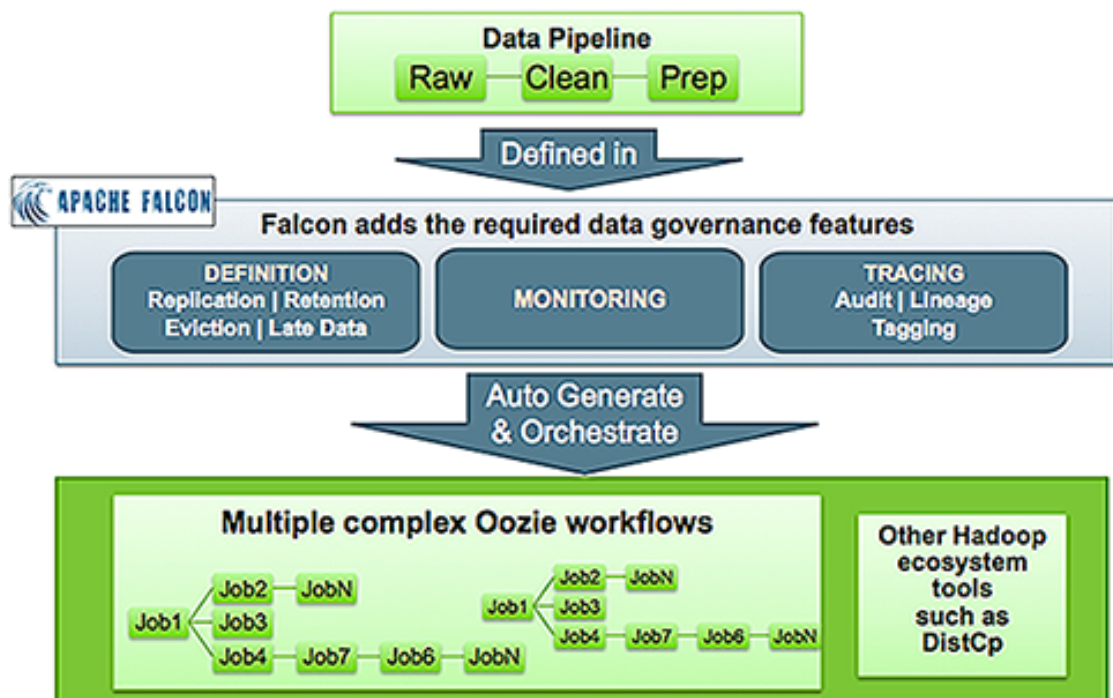 Data Pipeline
Raw Clean Prep
Defined in
APACHE FALCON
Falcon adds the required data governance features
DEFINITION
Replication | Retention
Eviction | Late Data
MONITORING
TRACING
Audit | Lineage
Tagging
Auto Generate
& Orchestrate
Multiple complex Oozie workflows
Job2 JobN
Job1 Job3
Job4 Job7 Job6 JobN
Job2 JobN
Job1 Job3
Job4 Job7 Job6 JobN
Other Hadoop
ecosystem
tools
such as
DistCp